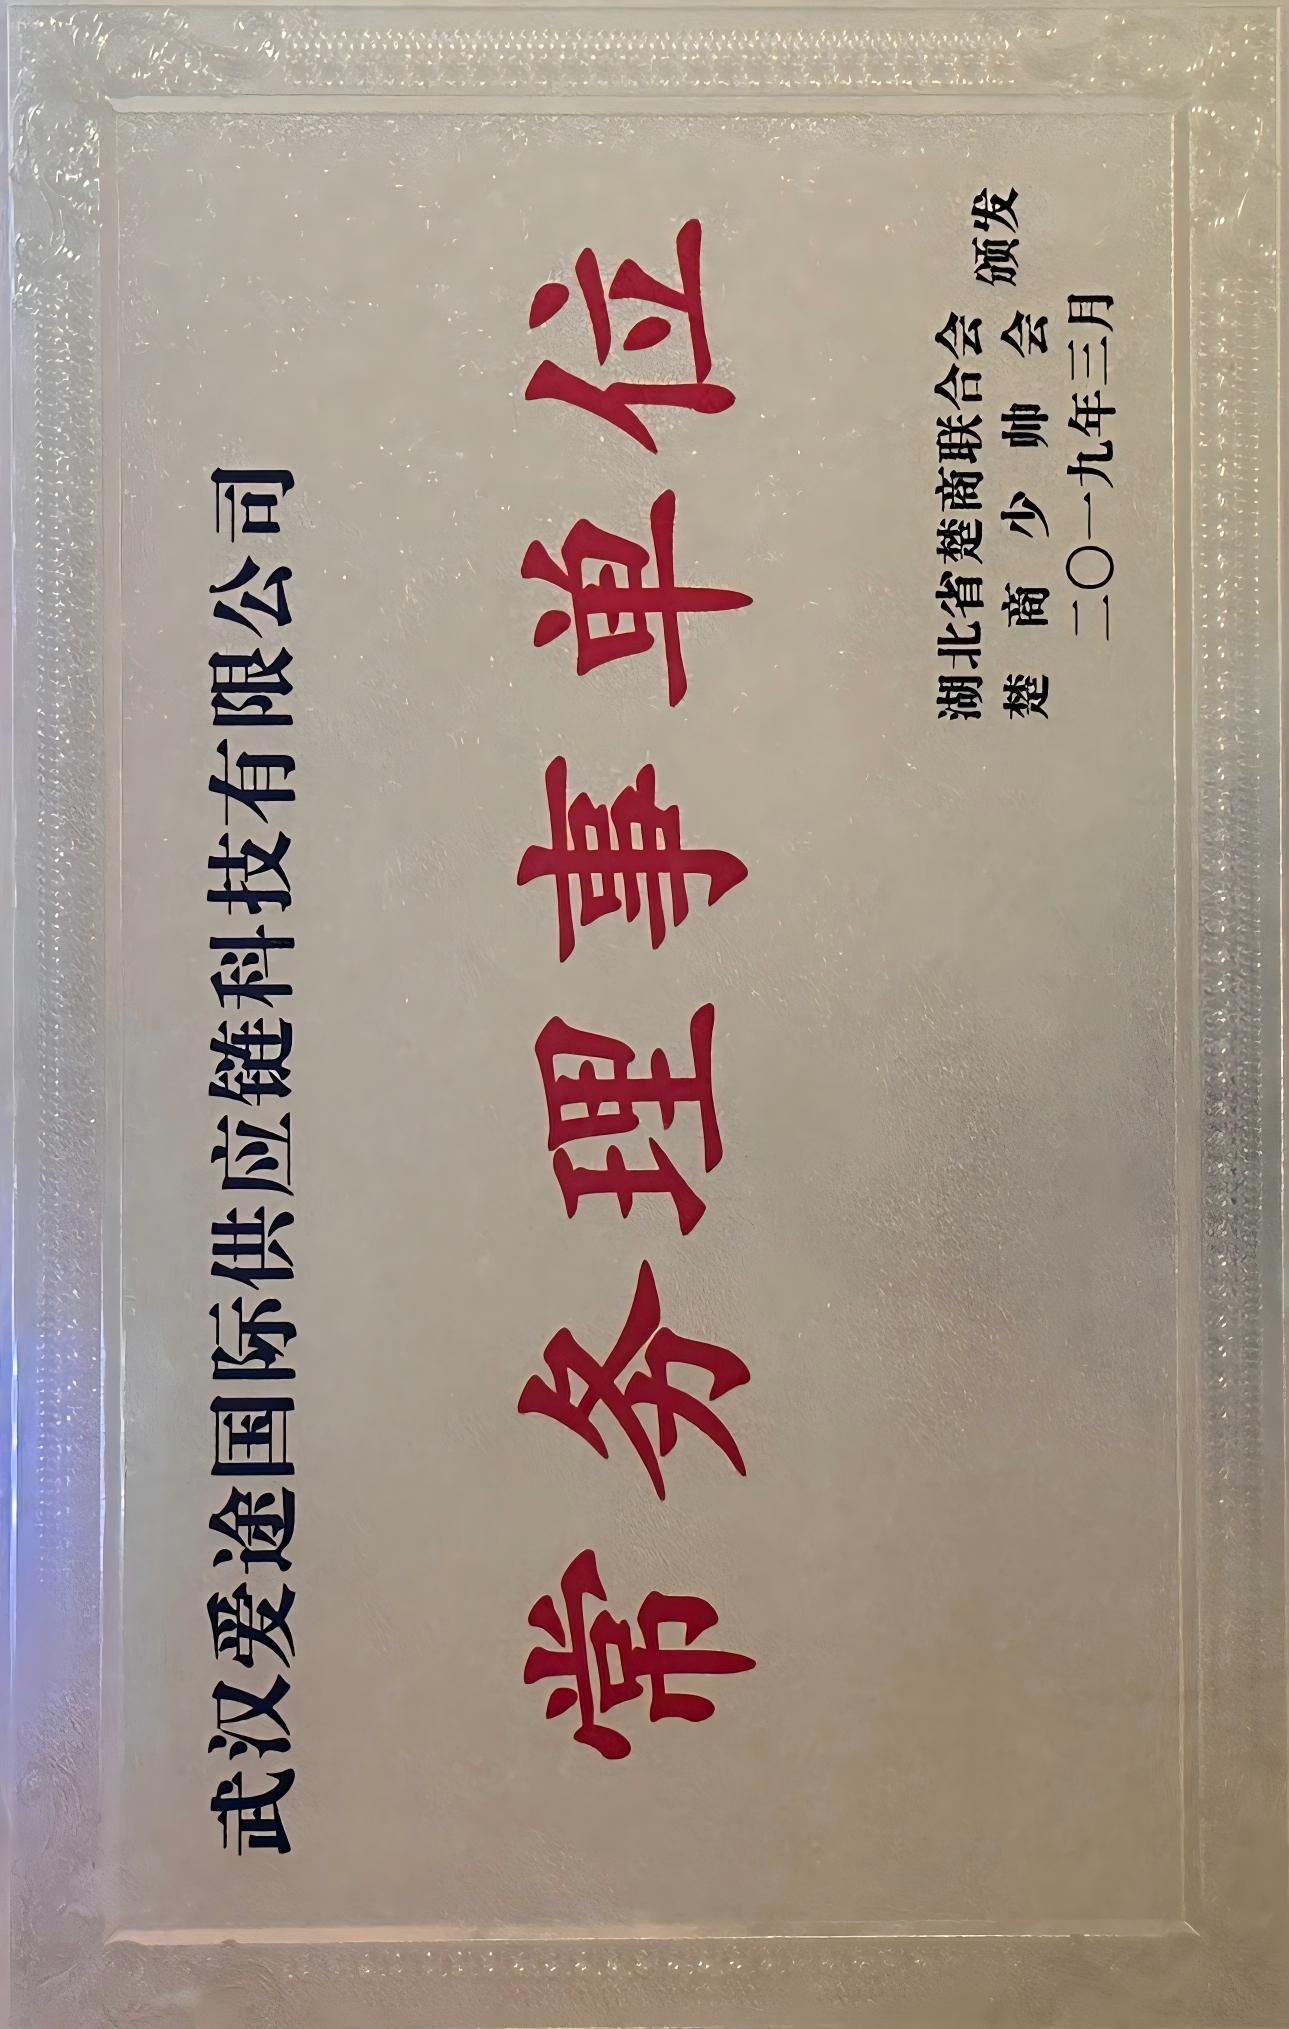 武汉爱途国际供应链科技有限公司
常务理事单位
湖北省楚商联合会
楚商少帅会
颁发
二〇一九年三月